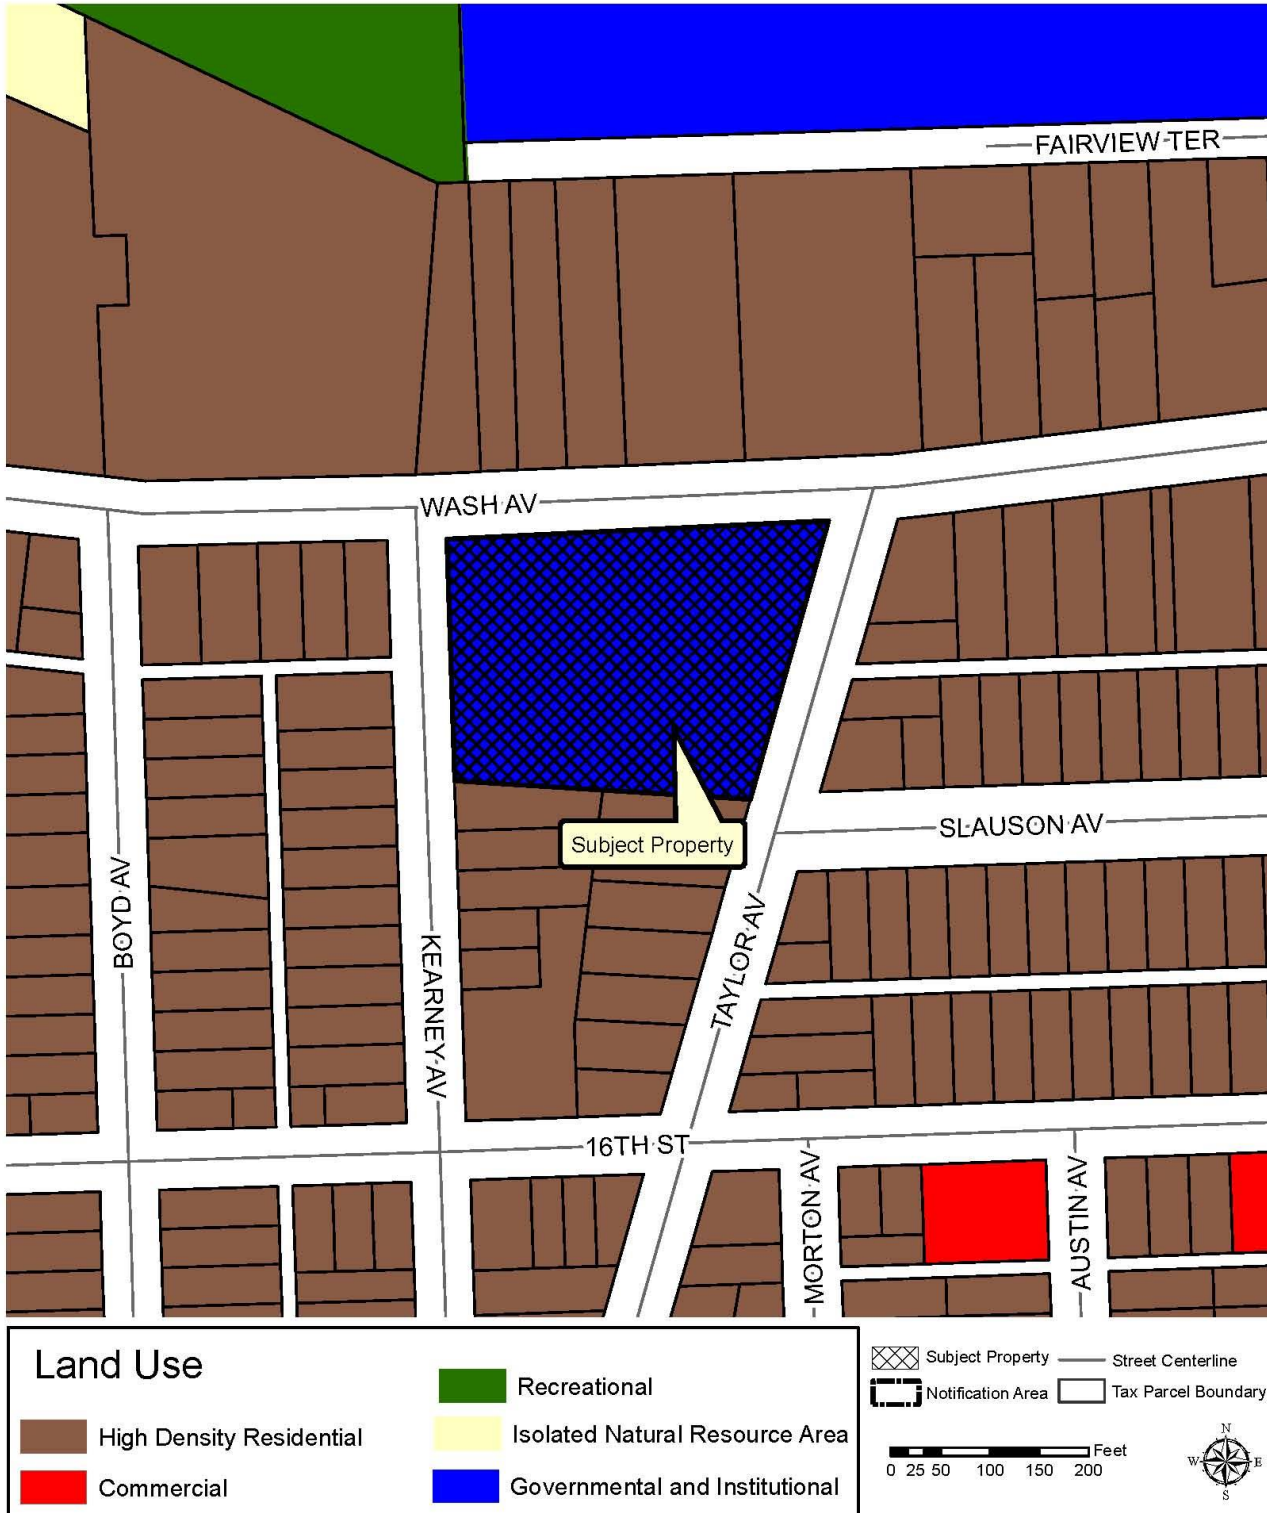 FAIRVIEW TER
WASH AV
Subject Property
SLAUSON AV
BOYD AV
KEARNEY AV
TAYLOR AV
16TH ST
MORTON AV
AUSTIN AV
Land Use
High Density Residential
Commercial
Recreational
Isolated Natural Resource Area
Governmental and Institutional
Subject Property
Street Centerline
Notification Area
Tax Parcel Boundary
Feet
0 25 50 100 150 200
N
W E
S